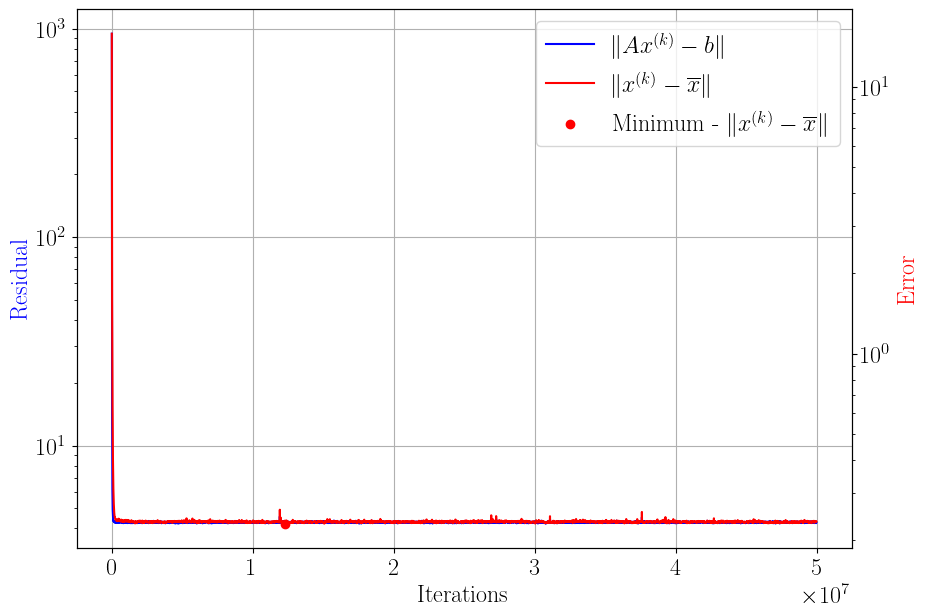 10³
10²
10¹
Residual
‖Ax⁽ᵏ⁾ − b‖
‖x⁽ᵏ⁾ − x̅‖
Minimum - ‖x⁽ᵏ⁾ − x̅‖
10¹
10⁰
Error
0 1 2 3 4 5
Iterations
×10⁷